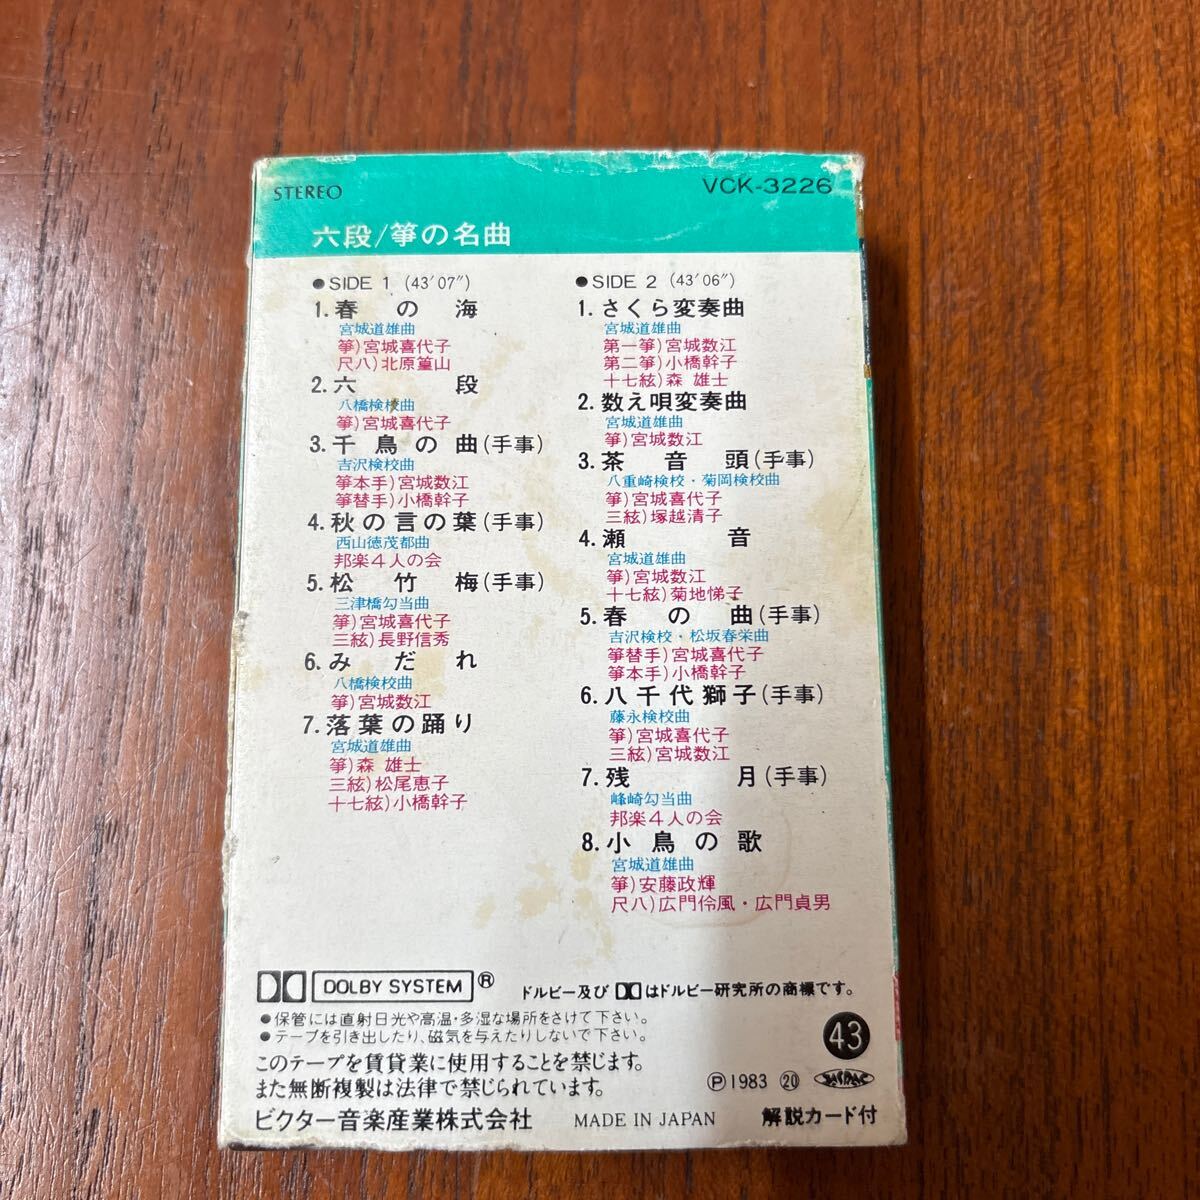 STEREO VCK-3226
六段/箏の名曲
●SIDE 1 (43′07″)
1.春の海
宮城道雄曲
箏)宮城喜代子
尺八)北原篁山
2.六段
八橋検校曲
箏)宮城喜代子
3.千鳥の曲(手事)
吉沢検校曲
箏本手)宮城数江
箏替手)小橋幹子
4.秋の言の葉(手事)
西山徳茂都曲
邦楽4人の会
5.松竹梅(手事)
三津橋勾当曲
箏)宮城喜代子
三絃)長野信秀
6.みだれ
八橋検校曲
箏)宮城数江
7.落葉の踊り
宮城道雄曲
箏)森 雄士
三絃)松尾恵子
十七絃)小橋幹子
●SIDE 2 (43′06″)
1.さくら変奏曲
宮城道雄曲
第一箏)宮城数江
第二箏)小橋幹子
十七絃)森 雄士
2.数え唄変奏曲
宮城道雄曲
箏)宮城数江
3.茶音頭(手事)
八重崎検校・菊岡検校曲
箏)宮城喜代子
三絃)塚越清子
4.瀬音
宮城道雄曲
箏)宮城数江
十七絃)菊地悌子
5.春の曲(手事)
吉沢検校・松坂春栄曲
箏替手)宮城喜代子
箏本手)小橋幹子
6.八千代獅子(手事)
藤永検校曲
箏)宮城喜代子
三絃)宮城数江
7.残月(手事)
峰崎勾当曲
邦楽4人の会
8.小鳥の歌
宮城道雄曲
箏)安藤政輝
尺八)広門伶風・広門貞男
DOLBY SYSTEM ® ドルビー及び はドルビー研究所の商標です。
●保管には直射日光や高温・多湿な場所をさけて下さい。
●テープを引き出したり、磁気を与えたりしないで下さい。
43
このテープを賃貸業に使用することを禁じます。
また無断複製は法律で禁じられています。
Ⓟ1983 ⑳ JASRAC
ビクター音楽産業株式会社 MADE IN JAPAN 解説カード付